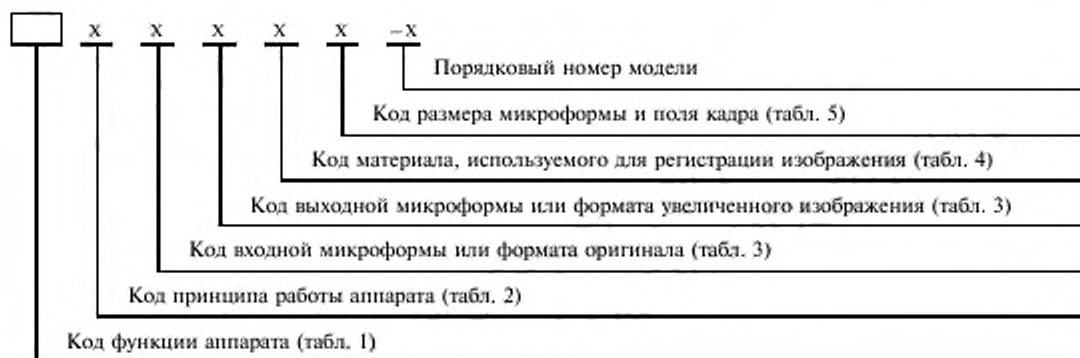 х х х х х –х
Порядковый номер модели
Код размера микроформы и поля кадра (табл. 5)
Код материала, используемого для регистрации изображения (табл. 4)
Код выходной микроформы или формата увеличенного изображения (табл. 3)
Код входной микроформы или формата оригинала (табл. 3)
Код принципа работы аппарата (табл. 2)
Код функции аппарата (табл. 1)